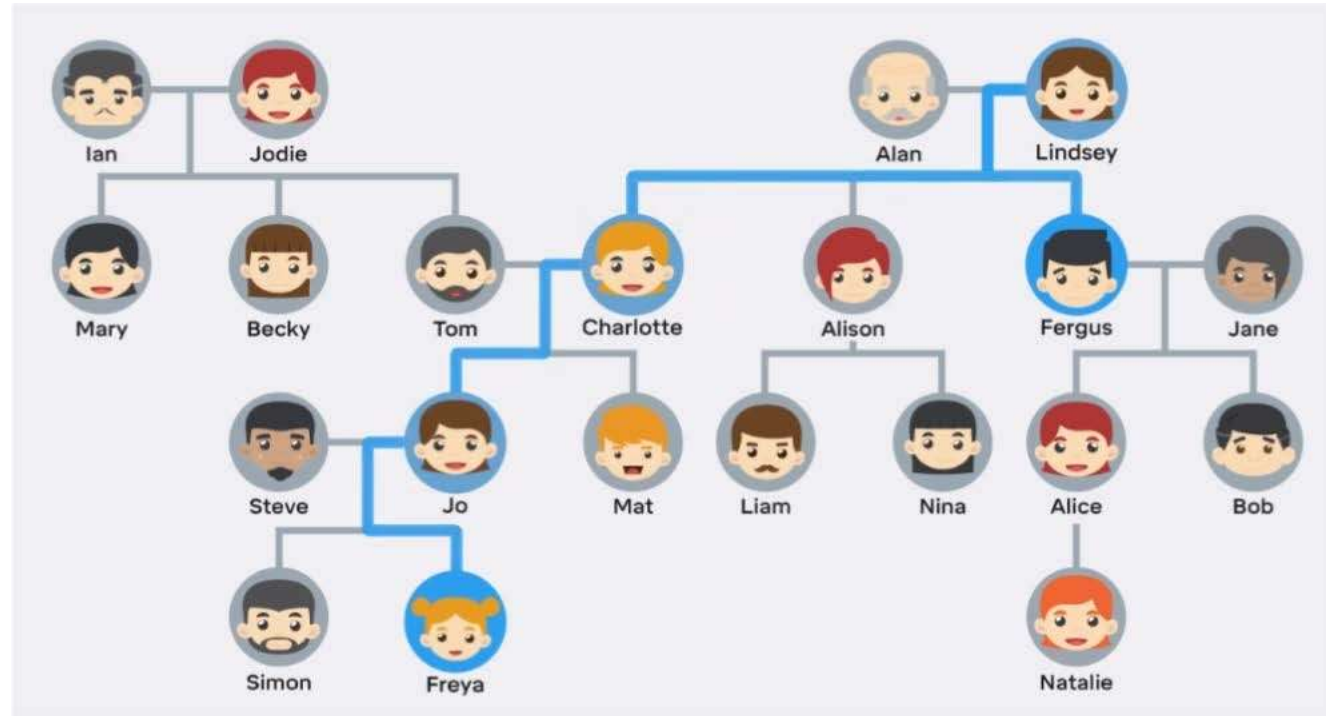 Ian
Jodie
Alan
Lindsey
Mary
Becky
Tom
Charlotte
Alison
Fergus
Jane
Steve
Jo
Mat
Liam
Nina
Alice
Bob
Simon
Freya
Natalie